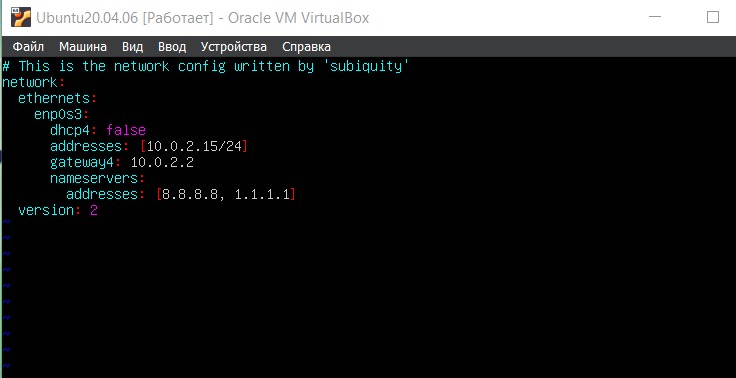 Ubuntu20.04.06 [Работает] - Oracle VM VirtualBox
Файл Машина Вид Ввод Устройства Справка
# This is the network config written by 'subiquity'
network:
  ethernets:
    enp0s3:
      dhcp4: false
      addresses: [10.0.2.15/24]
      gateway4: 10.0.2.2
      nameservers:
        addresses: [8.8.8.8, 1.1.1.1]
  version: 2
~
~
~
~
~
~
~
~
~
~